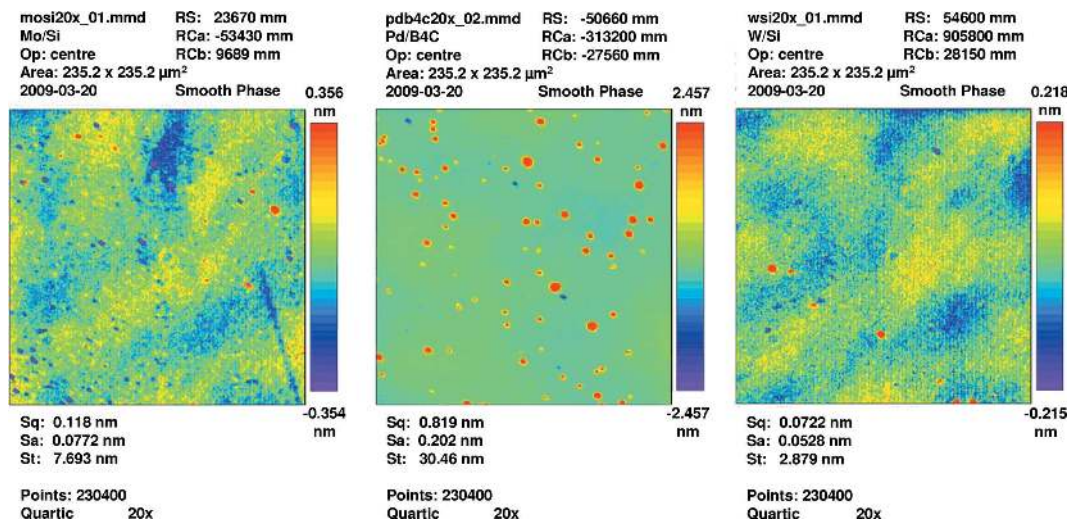 mosi20x_01.mmd RS: 23670 mm
Mo/Si RCa: -53430 mm
Op: centre RCb: 9689 mm
Area: 235.2 x 235.2 µm²
2009-03-20 Smooth Phase 0.356
nm
-0.354
nm
Sq: 0.118 nm
Sa: 0.0772 nm
St: 7.693 nm
Points: 230400
Quartic 20x
pdb4c20x_02.mmd RS: -50660 mm
Pd/B4C RCa: -313200 mm
Op: centre RCb: -27560 mm
Area: 235.2 x 235.2 µm²
2009-03-20 Smooth Phase 2.457
nm
-2.457
nm
Sq: 0.819 nm
Sa: 0.202 nm
St: 30.46 nm
Points: 230400
Quartic 20x
wsi20x_01.mmd RS: 54600 mm
W/Si RCa: 905800 mm
Op: centre RCb: 28150 mm
Area: 235.2 x 235.2 µm²
2009-03-20 Smooth Phase 0.218
nm
-0.215
nm
Sq: 0.0722 nm
Sa: 0.0528 nm
St: 2.879 nm
Points: 230400
Quartic 20x